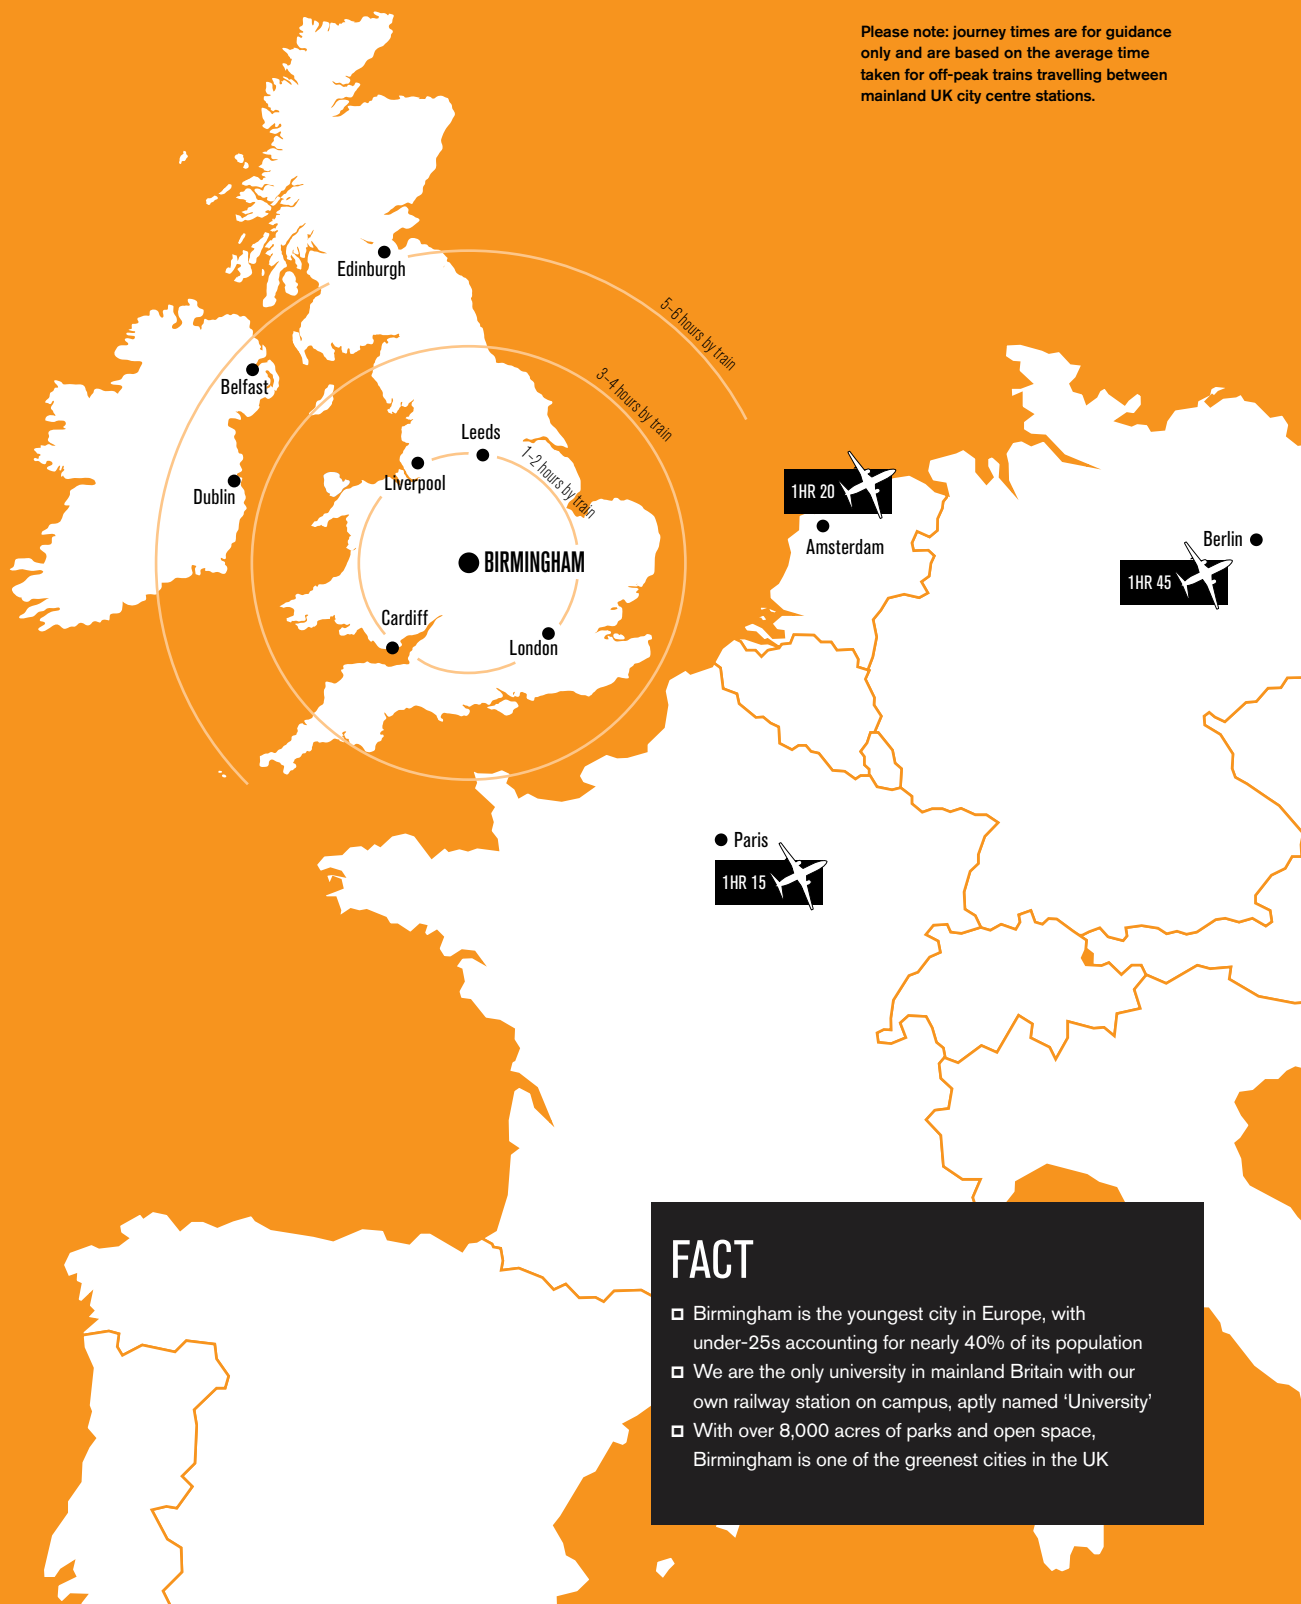 Please note: journey times are for guidance
only and are based on the average time
taken for off-peak trains travelling between
mainland UK city centre stations.
Edinburgh
5–6 hours by train
3–4 hours by train
Belfast
Leeds
1–2 hours by train
Liverpool
Dublin
1HR 20
Amsterdam
Berlin
1HR 45
BIRMINGHAM
Cardiff
London
Paris
1HR 15
FACT
Birmingham is the youngest city in Europe, with
under-25s accounting for nearly 40% of its population
We are the only university in mainland Britain with our
own railway station on campus, aptly named ‘University’
With over 8,000 acres of parks and open space,
Birmingham is one of the greenest cities in the UK